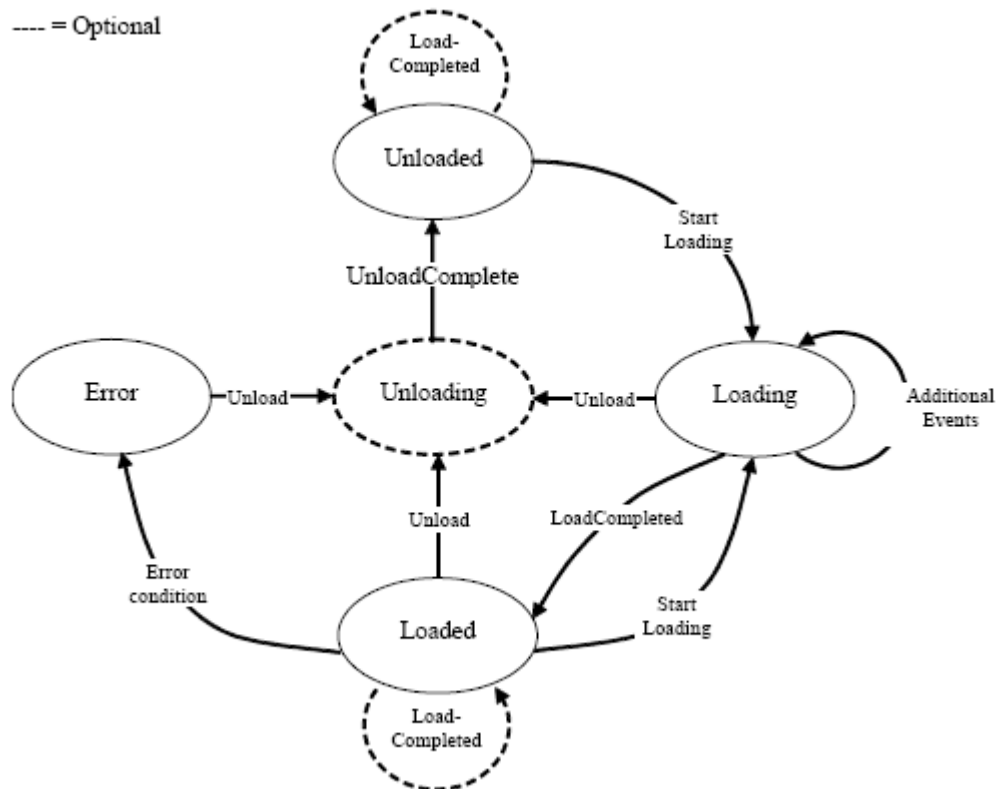 ---- = Optional
Load-
Completed
Unloaded
Start
Loading
UnloadComplete
Error
Unload
Unloading
Unload
Loading
Additional
Events
Unload
LoadCompleted
Error
condition
Loaded
Start
Loading
Load-
Completed